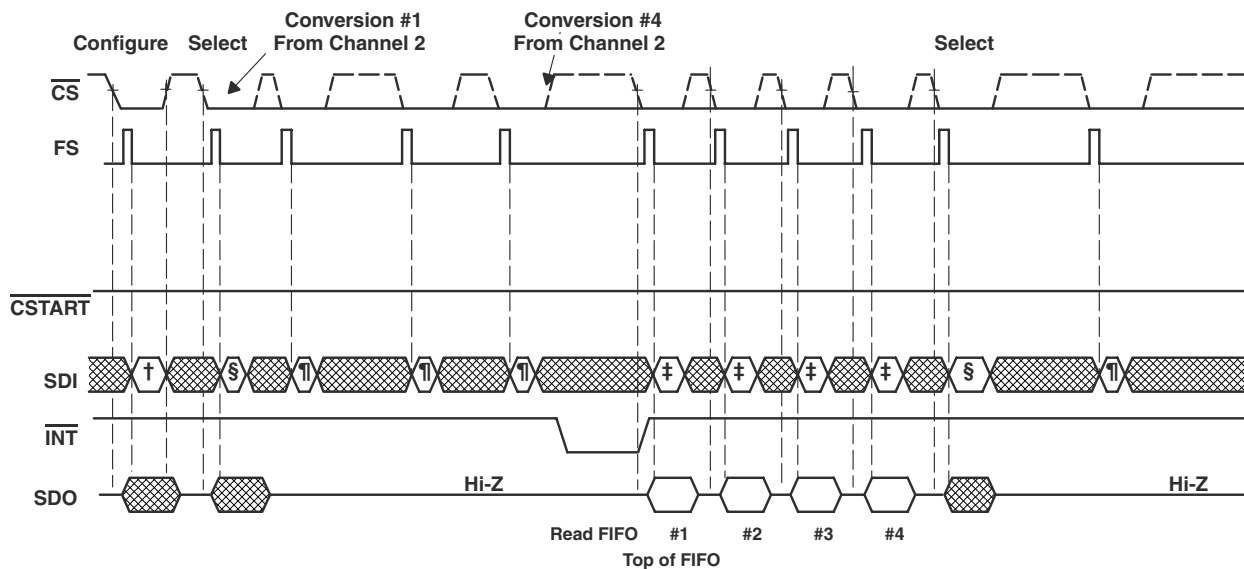 Conversion #1
From Channel 2
Conversion #4
From Channel 2
Configure
Select
Select
CS
FS
CSTART
SDI
† § ¶ ¶ ¶ ‡ ‡ ‡ ‡ § ¶
INT
SDO
Hi-Z
Hi-Z
Read FIFO
#1
#2
#3
#4
Top of FIFO